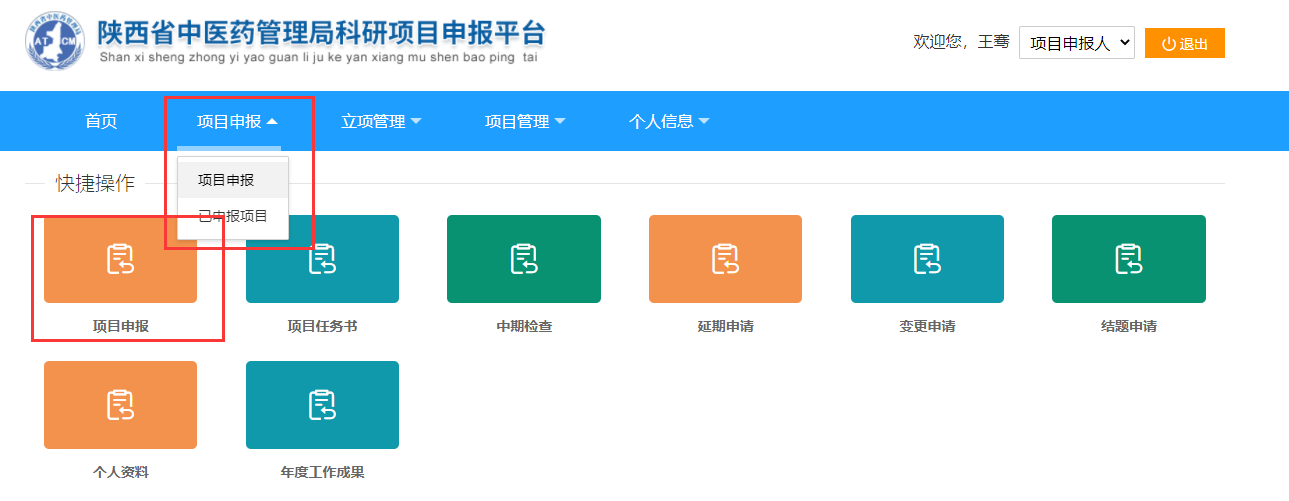 陕西省中医药管理局科研项目申报平台
Shan xi sheng zhong yi yao guan li ju ke yan xiang mu shen bao ping tai
AT CM
欢迎您，王骞 项目申报人 退出
首页 项目申报 立项管理 项目管理 个人信息
项目申报
已申报项目
快捷操作
项目申报 项目任务书 中期检查 延期申请 变更申请 结题申请
个人资料 年度工作成果